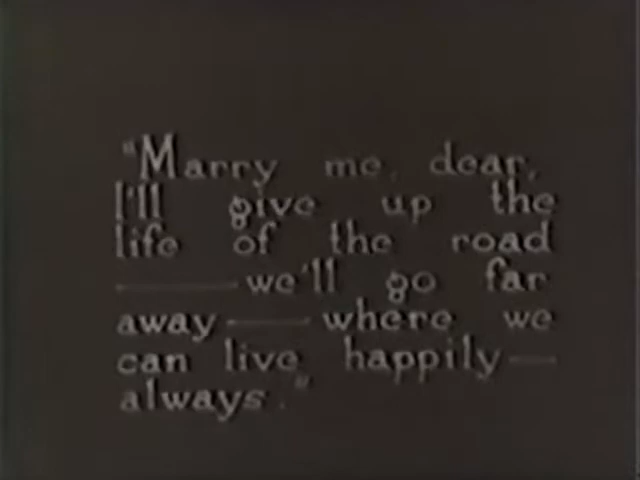 "Marry me, dear,
I'll give up the
life of the road
——we'll go far
away——where we
can live happily—
always."